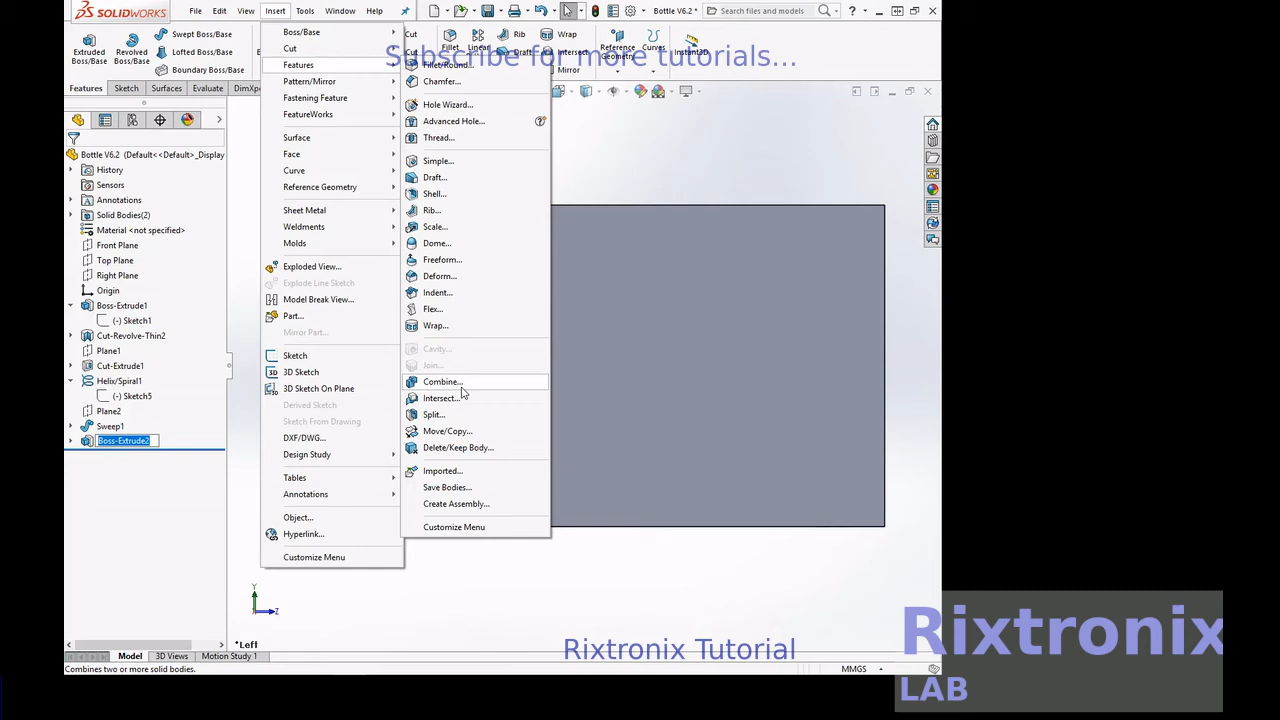 SOLIDWORKS
File
Edit
View
Insert
Tools
Window
Help
Bottle V6.2 *
Search files and models
Extruded Boss/Base
Revolved Boss/Base
Swept Boss/Base
Lofted Boss/Base
Boundary Boss/Base
Cut
Cut
Fillet
Linear
Rib
Draft
Wrap
Intersect
Mirror
Reference Geometry
Curves
Instant3D
Subscribe for more tutorials...
Features
Sketch
Surfaces
Evaluate
DimXp
Bottle V6.2 (Default<<Default>_Display
History
Sensors
Annotations
Solid Bodies(2)
Material <not specified>
Front Plane
Top Plane
Right Plane
Origin
Boss-Extrude1
(-) Sketch1
Cut-Revolve-Thin2
Plane1
Cut-Extrude1
Helix/Spiral1
(-) Sketch5
Plane2
Sweep1
Boss-Extrude2
Boss/Base
Cut
Features
Pattern/Mirror
Fastening Feature
FeatureWorks
Surface
Face
Curve
Reference Geometry
Sheet Metal
Weldments
Molds
Exploded View...
Explode Line Sketch
Model Break View...
Part...
Mirror Part...
Sketch
3D Sketch
3D Sketch On Plane
Derived Sketch
Sketch From Drawing
DXF/DWG...
Design Study
Tables
Annotations
Object...
Hyperlink...
Customize Menu
Fillet/Round...
Chamfer...
Hole Wizard...
Advanced Hole...
Thread...
Simple...
Draft...
Shell...
Rib...
Scale...
Dome...
Freeform...
Deform...
Indent...
Flex...
Wrap...
Cavity...
Join...
Combine...
Intersect...
Split...
Move/Copy...
Delete/Keep Body...
Imported...
Save Bodies...
Create Assembly...
Customize Menu
Y
Z
*Left
Rixtronix Tutorial
Rixtronix
LAB
Model
3D Views
Motion Study 1
Combines two or more solid bodies.
MMGS